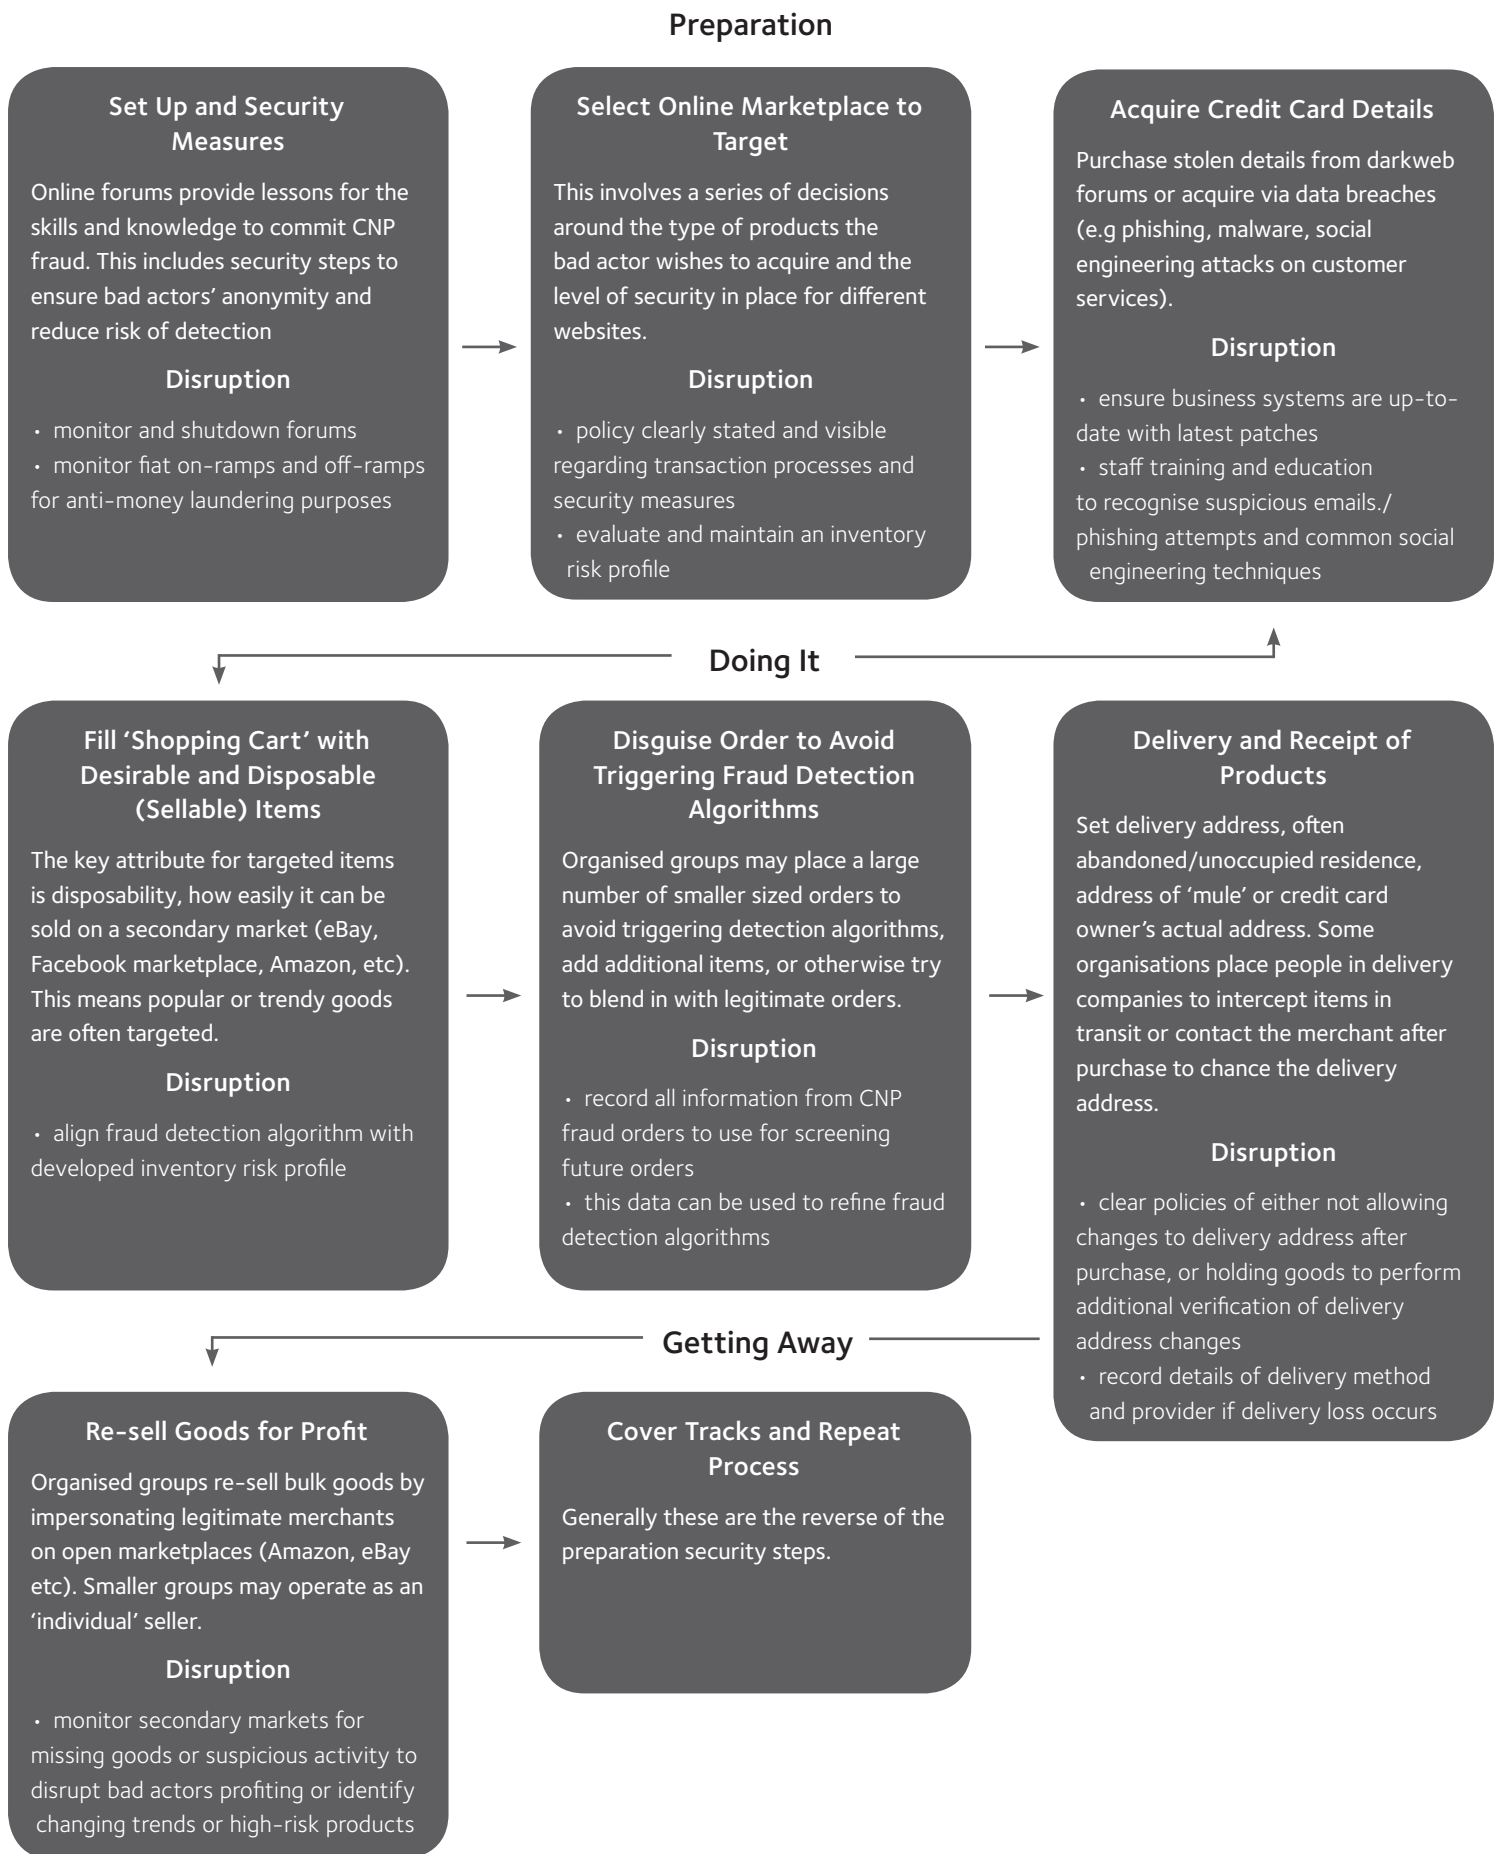 Preparation
Set Up and Security
Measures
Online forums provide lessons for the
skills and knowledge to commit CNP
fraud. This includes security steps to
ensure bad actors’ anonymity and
reduce risk of detection
Disruption
• monitor and shutdown forums
• monitor fiat on-ramps and off-ramps
for anti-money laundering purposes
Select Online Marketplace to
Target
This involves a series of decisions
around the type of products the
bad actor wishes to acquire and the
level of security in place for different
websites.
Disruption
• policy clearly stated and visible
regarding transaction processes and
security measures
• evaluate and maintain an inventory
risk profile
Acquire Credit Card Details
Purchase stolen details from darkweb
forums or acquire via data breaches
(e.g phishing, malware, social
engineering attacks on customer
services).
Disruption
• ensure business systems are up-to-
date with latest patches
• staff training and education
to recognise suspicious emails./
phishing attempts and common social
engineering techniques
Doing It
Fill ‘Shopping Cart’ with
Desirable and Disposable
(Sellable) Items
The key attribute for targeted items
is disposability, how easily it can be
sold on a secondary market (eBay,
Facebook marketplace, Amazon, etc).
This means popular or trendy goods
are often targeted.
Disruption
• align fraud detection algorithm with
developed inventory risk profile
Disguise Order to Avoid
Triggering Fraud Detection
Algorithms
Organised groups may place a large
number of smaller sized orders to
avoid triggering detection algorithms,
add additional items, or otherwise try
to blend in with legitimate orders.
Disruption
• record all information from CNP
fraud orders to use for screening
future orders
• this data can be used to refine fraud
detection algorithms
Delivery and Receipt of
Products
Set delivery address, often
abandoned/unoccupied residence,
address of ‘mule’ or credit card
owner’s actual address. Some
organisations place people in delivery
companies to intercept items in
transit or contact the merchant after
purchase to chance the delivery
address.
Disruption
• clear policies of either not allowing
changes to delivery address after
purchase, or holding goods to perform
additional verification of delivery
address changes
• record details of delivery method
and provider if delivery loss occurs
Getting Away
Re-sell Goods for Profit
Organised groups re-sell bulk goods by
impersonating legitimate merchants
on open marketplaces (Amazon, eBay
etc). Smaller groups may operate as an
‘individual’ seller.
Disruption
• monitor secondary markets for
missing goods or suspicious activity to
disrupt bad actors profiting or identify
changing trends or high-risk products
Cover Tracks and Repeat
Process
Generally these are the reverse of the
preparation security steps.